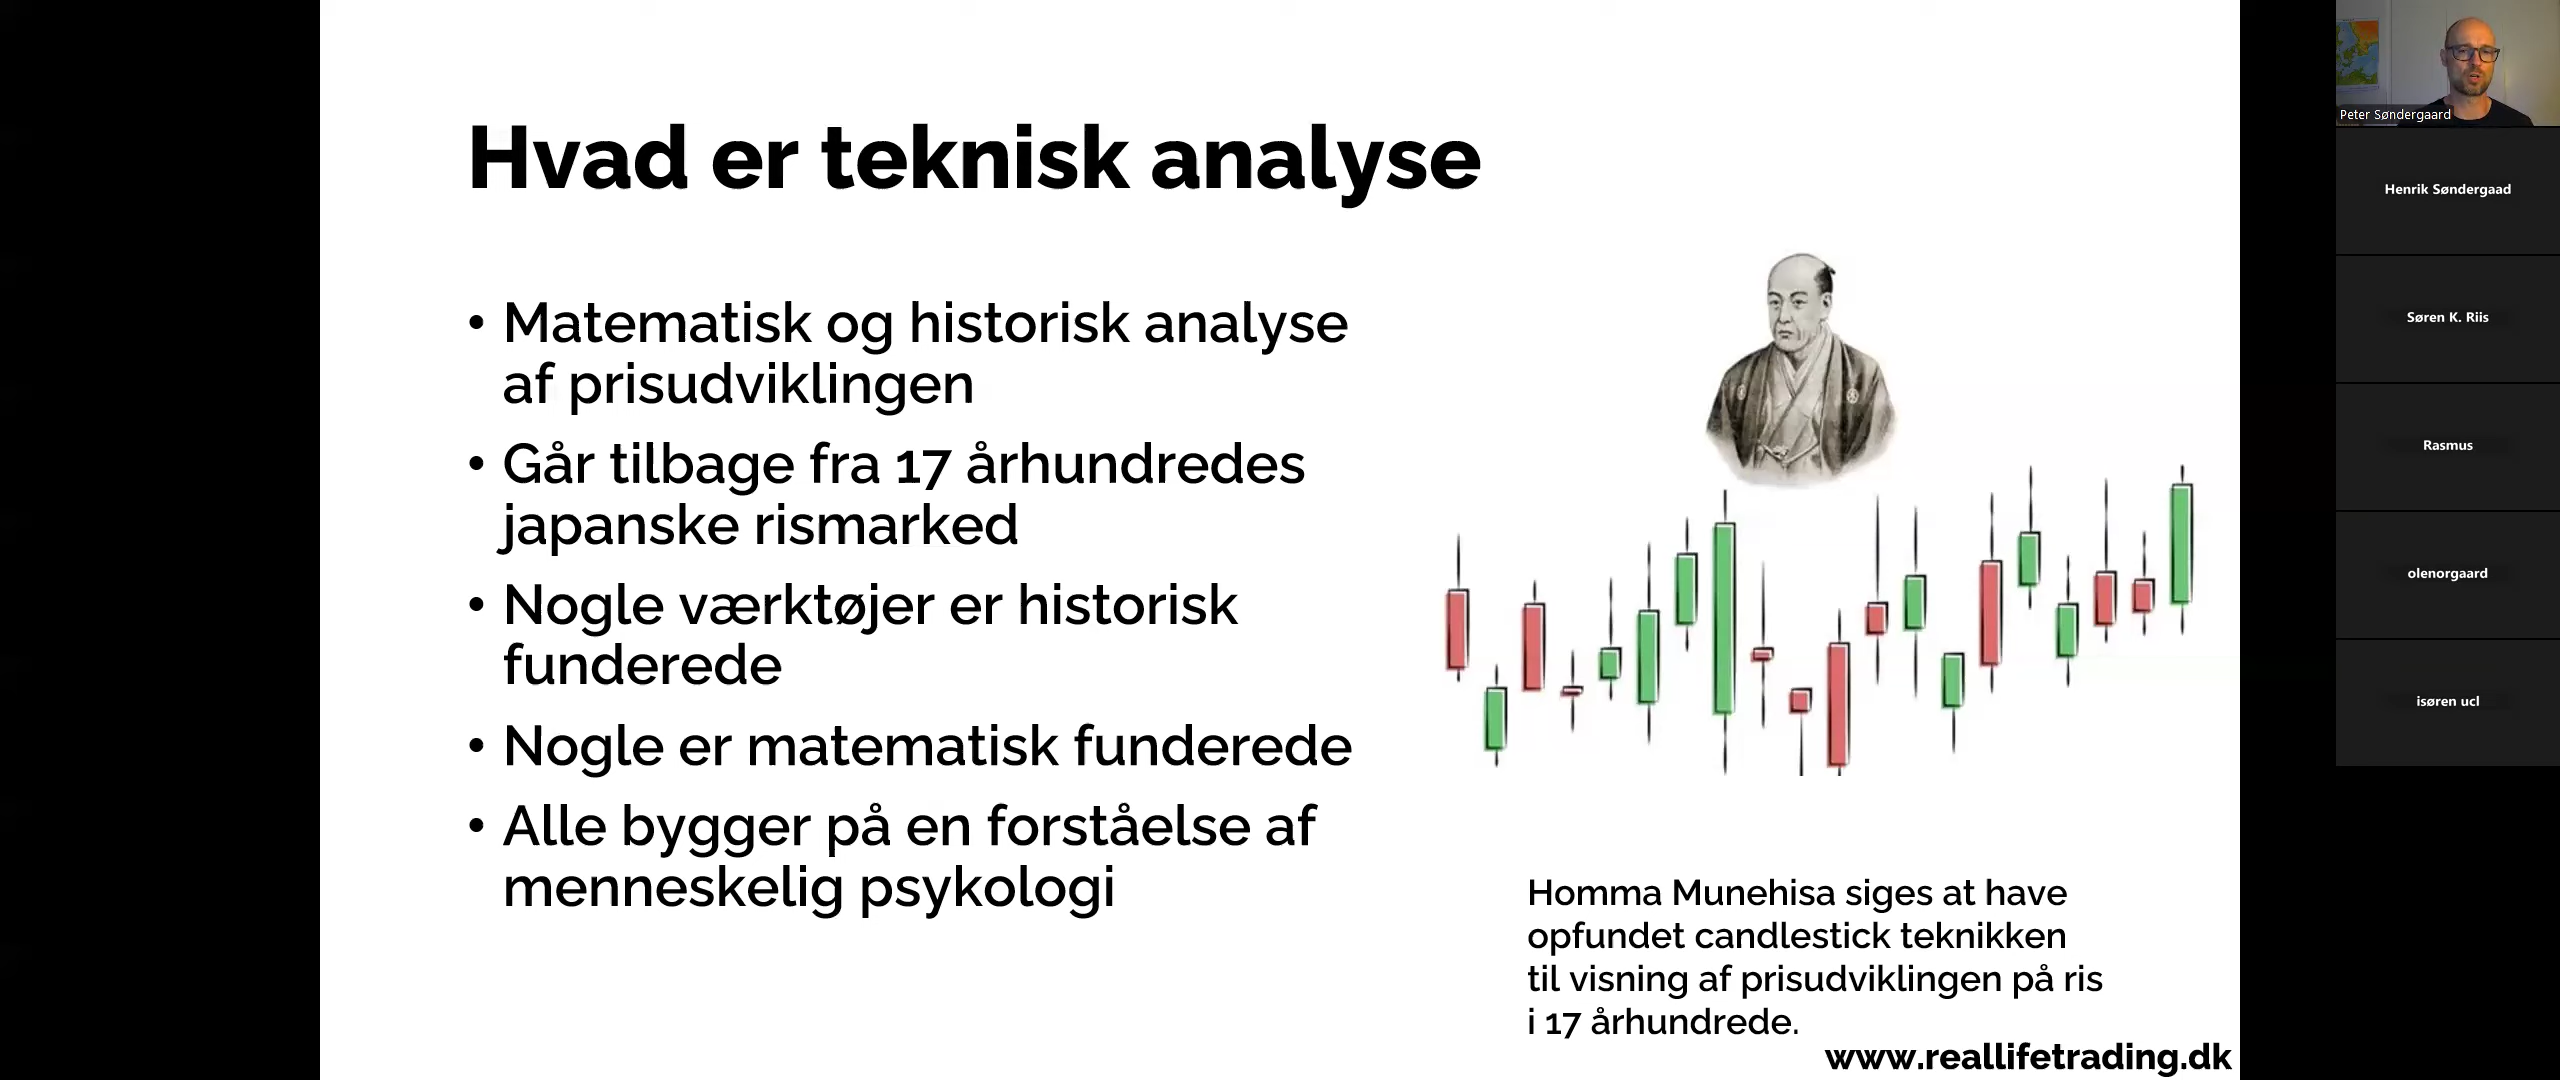 Hvad er teknisk analyse
• Matematisk og historisk analyse
af prisudviklingen
• Går tilbage fra 17 århundredes
japanske rismarked
• Nogle værktøjer er historisk
funderede
• Nogle er matematisk funderede
• Alle bygger på en forståelse af
menneskelig psykologi
Homma Munehisa siges at have
opfundet candlestick teknikken
til visning af prisudviklingen på ris
i 17 århundrede.
www.reallifetrading.dk
Peter Søndergaard
Henrik Søndergaad
Søren K. Riis
Rasmus
olenorgaard
isøren ucl